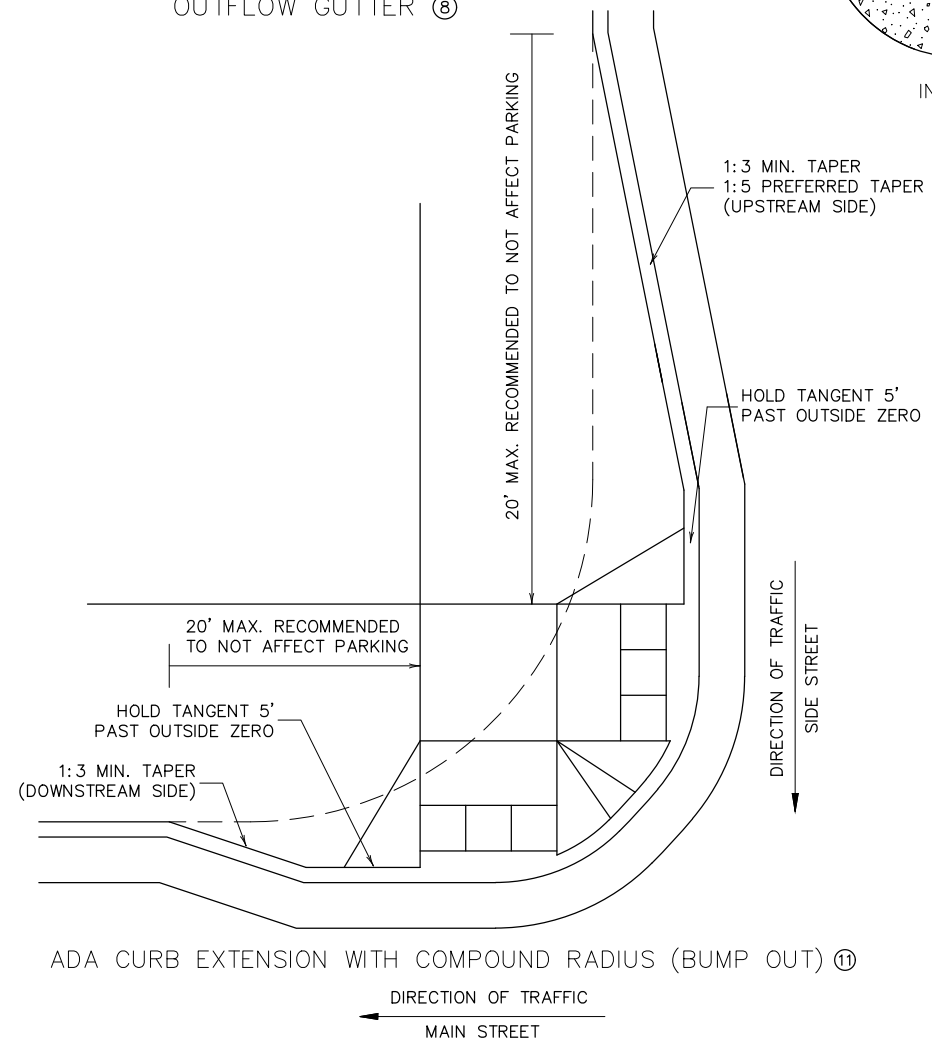 OUTFLOW GUTTER ⑧
IN
20' MAX. RECOMMENDED TO NOT AFFECT PARKING
1:3 MIN. TAPER
1:5 PREFERRED TAPER
(UPSTREAM SIDE)
HOLD TANGENT 5'
PAST OUTSIDE ZERO
20' MAX. RECOMMENDED
TO NOT AFFECT PARKING
DIRECTION OF TRAFFIC
SIDE STREET
HOLD TANGENT 5'
PAST OUTSIDE ZERO
1:3 MIN. TAPER
(DOWNSTREAM SIDE)
ADA CURB EXTENSION WITH COMPOUND RADIUS (BUMP OUT) ⑪
DIRECTION OF TRAFFIC
MAIN STREET